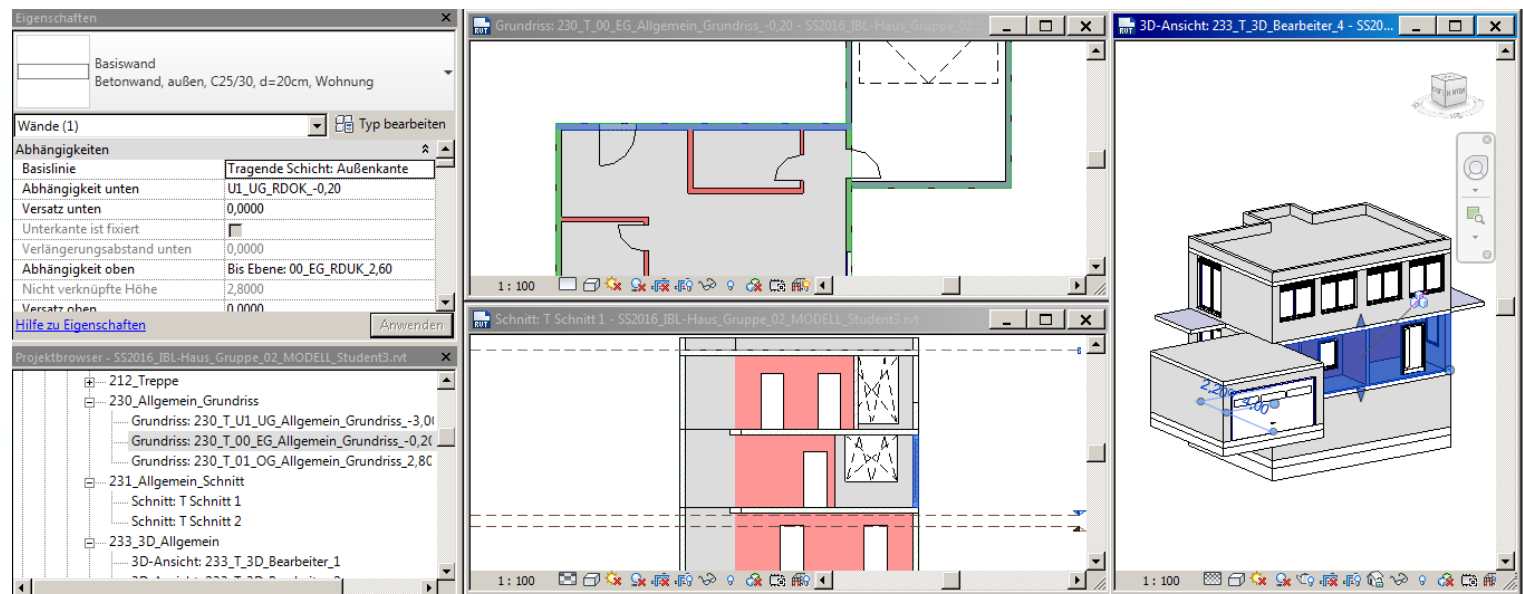 Eigenschaften
Basiswand
Betonwand, außen, C25/30, d=20cm, Wohnung
Wände (1)
Typ bearbeiten
Abhängigkeiten
Basislinie Tragende Schicht: Außenkante
Abhängigkeit unten U1_UG_RDOK_-0,20
Versatz unten 0,0000
Unterkante ist fixiert
Verlängerungsabstand unten 0,0000
Abhängigkeit oben Bis Ebene: 00_EG_RDUK_2,60
Nicht verknüpfte Höhe 2,8000
Versatz oben 0,0000
Hilfe zu Eigenschaften
Anwenden
Projektbrowser - SS2016_IBL-Haus_Gruppe_02_MODELL_Student3.rvt
212_Treppe
230_Allgemein_Grundriss
Grundriss: 230_T_U1_UG_Allgemein_Grundriss_-3,00
Grundriss: 230_T_00_EG_Allgemein_Grundriss_-0,20
Grundriss: 230_T_01_OG_Allgemein_Grundriss_2,80
231_Allgemein_Schnitt
Schnitt: T Schnitt 1
Schnitt: T Schnitt 2
233_3D_Allgemein
3D-Ansicht: 233_T_3D_Bearbeiter_1
Grundriss: 230_T_00_EG_Allgemein_Grundriss_-0,20 - SS2016_IBL-Haus_Gruppe_02
1 : 100
Schnitt: T Schnitt 1 - SS2016_IBL-Haus_Gruppe_02_MODELL_Student3.rvt
1 : 100
3D-Ansicht: 233_T_3D_Bearbeiter_4 - SS20...
1 : 100